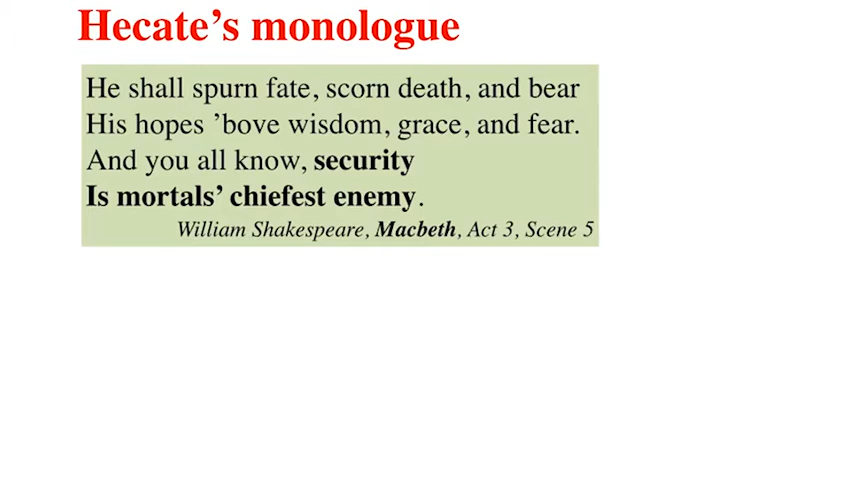 Hecate’s monologue
He shall spurn fate, scorn death, and bear
His hopes ’bove wisdom, grace, and fear.
And you all know, security
Is mortals’ chiefest enemy.
William Shakespeare, Macbeth, Act 3, Scene 5